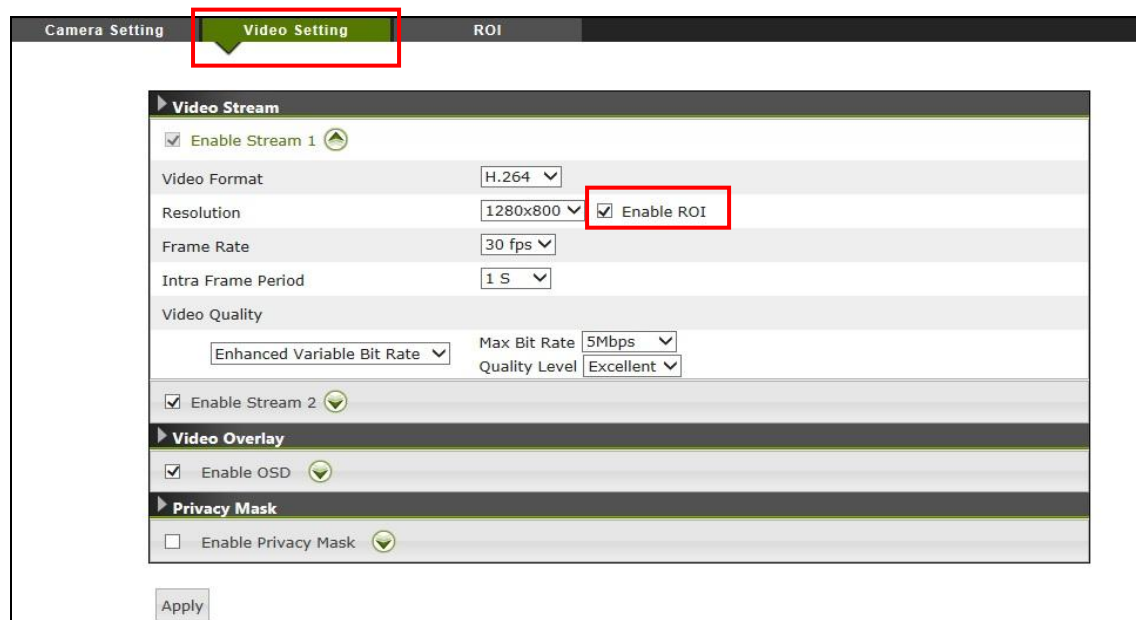 Camera Setting Video Setting ROI
Video Stream
Enable Stream 1
Video Format H.264
Resolution 1280x800 Enable ROI
Frame Rate 30 fps
Intra Frame Period 1 S
Video Quality
Enhanced Variable Bit Rate Max Bit Rate 5Mbps
Quality Level Excellent
Enable Stream 2
Video Overlay
Enable OSD
Privacy Mask
Enable Privacy Mask
Apply